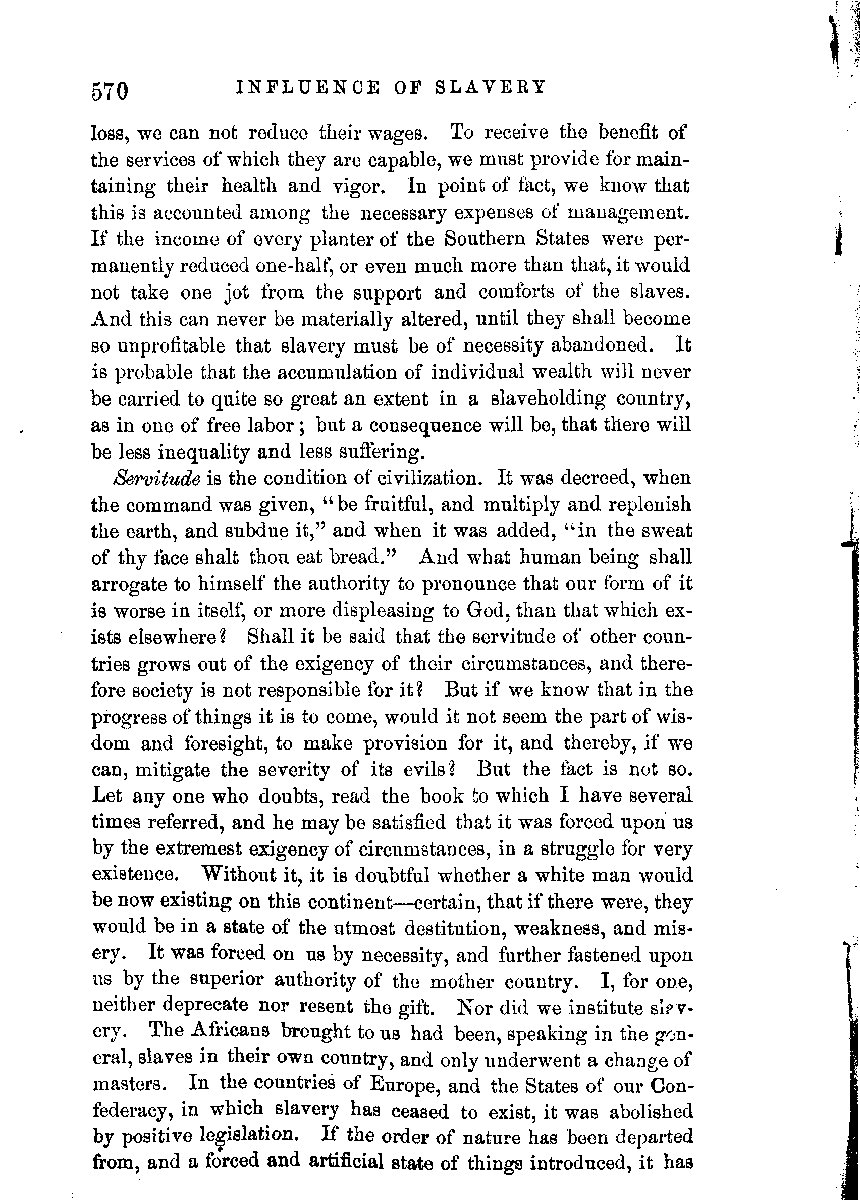 570 INFLUENCE OF SLAVERY
loss, we can not reduce their wages. To receive the benefit of
the services of which they are capable, we must provide for main-
taining their health and vigor. In point of fact, we know that
this is accounted among the necessary expenses of management.
If the income of every planter of the Southern States were per-
manently reduced one-half, or even much more than that, it would
not take one jot from the support and comforts of the slaves.
And this can never be materially altered, until they shall become
so unprofitable that slavery must be of necessity abandoned. It
is probable that the accumulation of individual wealth will never
be carried to quite so great an extent in a slaveholding country,
as in one of free labor; but a consequence will be, that there will
be less inequality and less suffering.
Servitude is the condition of civilization. It was decreed, when
the command was given, “be fruitful, and multiply and replenish
the earth, and subdue it,” and when it was added, “in the sweat
of thy face shalt thou eat bread.” And what human being shall
arrogate to himself the authority to pronounce that our form of it
is worse in itself, or more displeasing to God, than that which ex-
ists elsewhere? Shall it be said that the servitude of other coun-
tries grows out of the exigency of their circumstances, and there-
fore society is not responsible for it? But if we know that in the
progress of things it is to come, would it not seem the part of wis-
dom and foresight, to make provision for it, and thereby, if we
can, mitigate the severity of its evils? But the fact is not so.
Let any one who doubts, read the book to which I have several
times referred, and he may be satisfied that it was forced upon us
by the extremest exigency of circumstances, in a struggle for very
existence. Without it, it is doubtful whether a white man would
be now existing on this continent—certain, that if there were, they
would be in a state of the utmost destitution, weakness, and mis-
ery. It was forced on us by necessity, and further fastened upon
us by the superior authority of the mother country. I, for one,
neither deprecate nor resent the gift. Nor did we institute slav-
ery. The Africans brought to us had been, speaking in the gen-
eral, slaves in their own country, and only underwent a change of
masters. In the countries of Europe, and the States of our Con-
federacy, in which slavery has ceased to exist, it was abolished
by positive legislation. If the order of nature has been departed
from, and a forced and artificial state of things introduced, it has